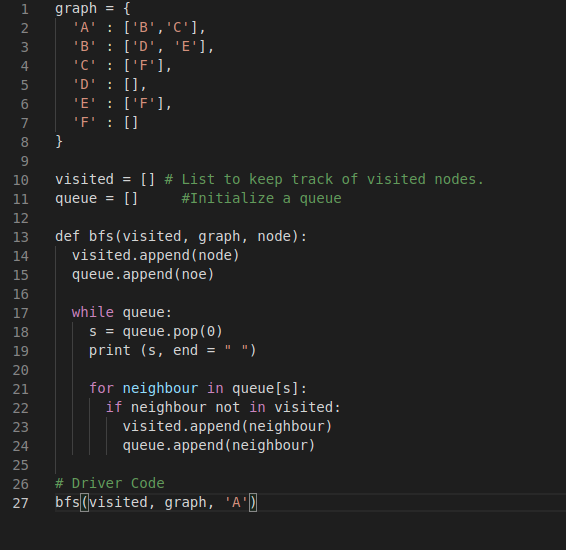 1 graph = {
2   'A' : ['B','C'],
3   'B' : ['D', 'E'],
4   'C' : ['F'],
5   'D' : [],
6   'E' : ['F'],
7   'F' : []
8 }
9
10 visited = [] # List to keep track of visited nodes.
11 queue = []     #Initialize a queue
12
13 def bfs(visited, graph, node):
14   visited.append(node)
15   queue.append(noe)
16
17   while queue:
18     s = queue.pop(0)
19     print (s, end = " ")
20
21     for neighbour in queue[s]:
22       if neighbour not in visited:
23         visited.append(neighbour)
24         queue.append(neighbour)
25
26 # Driver Code
27 bfs(visited, graph, 'A')